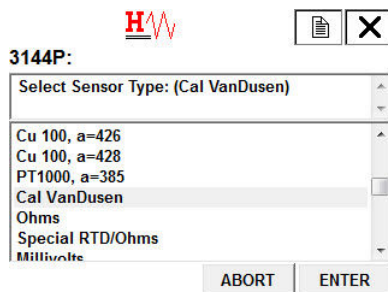 H
3144P:
Select Sensor Type: (Cal VanDusen)
Cu 100, a=426
Cu 100, a=428
PT1000, a=385
Cal VanDusen
Ohms
Special RTD/Ohms
Millivolts
ABORT ENTER